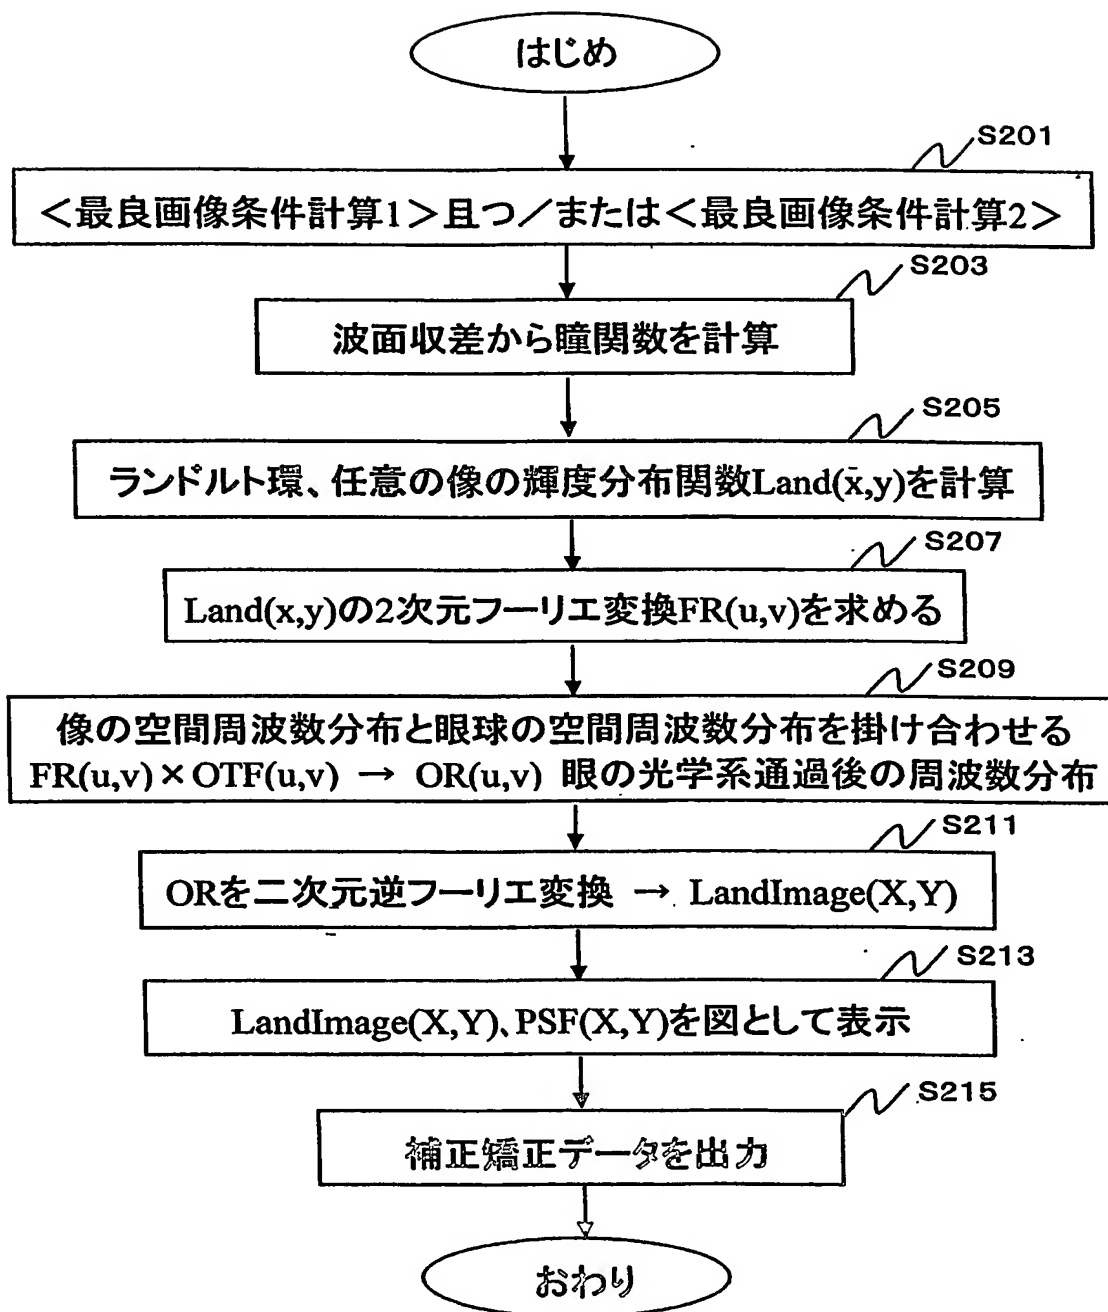 はじめ
S201
＜最良画像条件計算1＞且つ／または＜最良画像条件計算2＞
S203
波面収差から瞳関数を計算
S205
ランドルト環、任意の像の輝度分布関数Land(x,y)を計算
S207
Land(x,y)の2次元フーリエ変換FR(u,v)を求める
S209
像の空間周波数分布と眼球の空間周波数分布を掛け合わせる
FR(u,v)×OTF(u,v) → OR(u,v) 眼の光学系通過後の周波数分布
S211
ORを二次元逆フーリエ変換 → LandImage(X,Y)
S213
LandImage(X,Y)、PSF(X,Y)を図として表示
S215
補正矯正データを出力
おわり